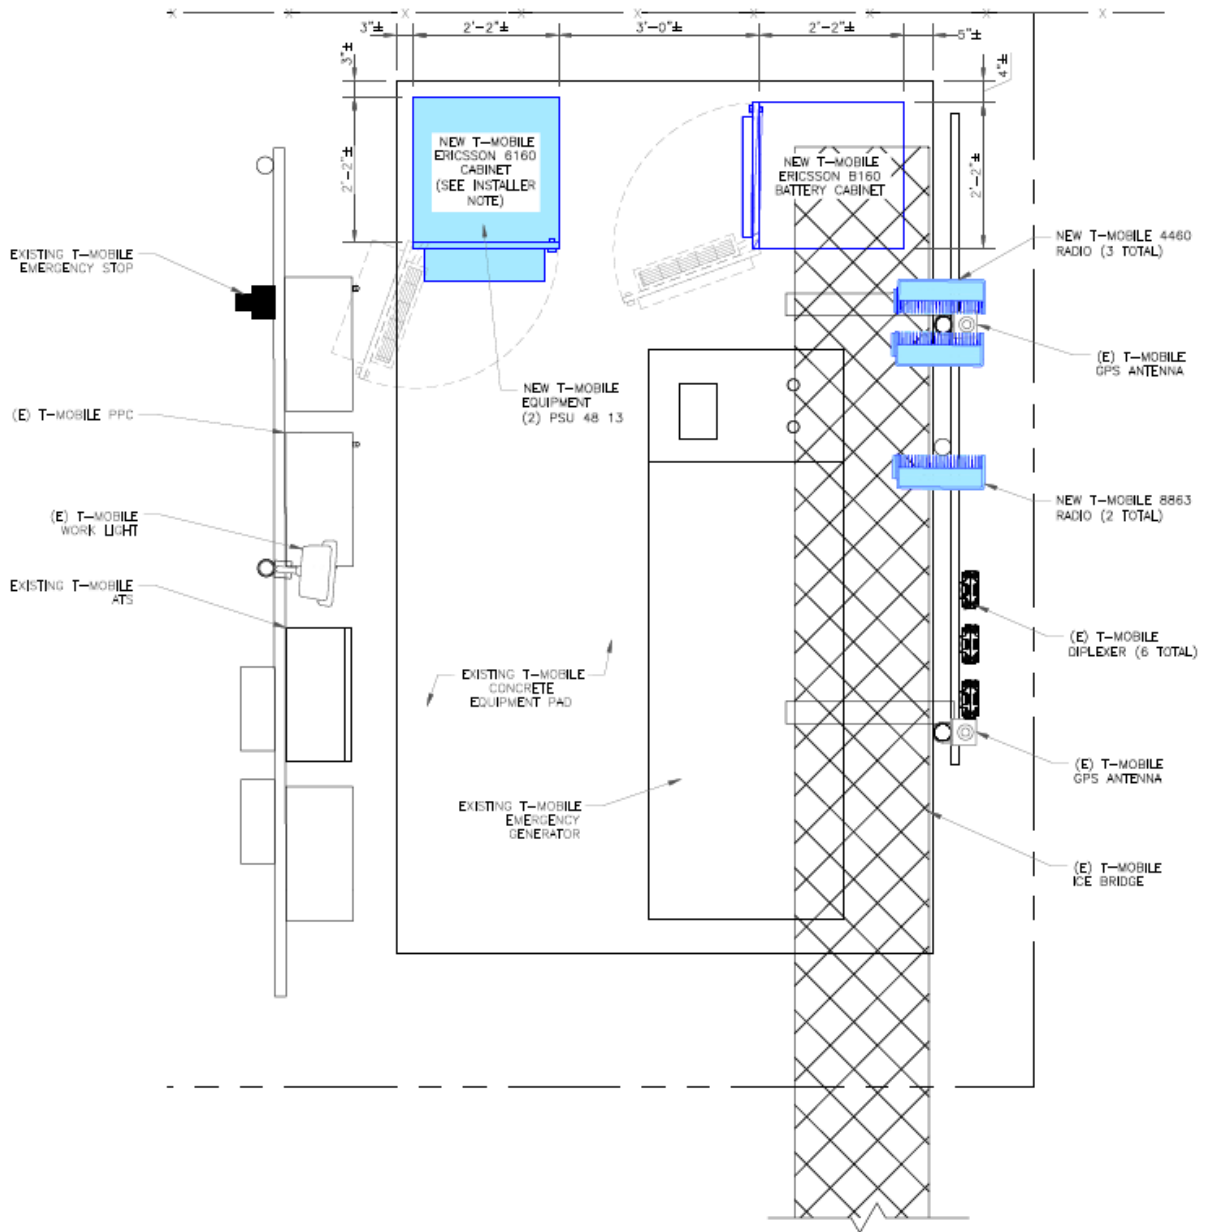 3"±
2'-2"±
3'-0"±
2'-2"±
5"±
3"±
4"±
2'-2"±
2'-2"±
NEW T-MOBILE
ERICSSON 6160
CABINET
(SEE INSTALLER
NOTE)
NEW T-MOBILE
ERICSSON B160
BATTERY CABINET
EXISTING T-MOBILE
EMERGENCY STOP
NEW T-MOBILE 4460
RADIO (3 TOTAL)
(E) T-MOBILE
GPS ANTENNA
NEW T-MOBILE
EQUIPMENT
(2) PSU 48 13
(E) T-MOBILE PPC
NEW T-MOBILE 8863
RADIO (2 TOTAL)
(E) T-MOBILE
WORK LIGHT
EXISTING T-MOBILE
ATS
(E) T-MOBILE
DIPLEXER (6 TOTAL)
EXISTING T-MOBILE
CONCRETE
EQUIPMENT PAD
(E) T-MOBILE
GPS ANTENNA
EXISTING T-MOBILE
EMERGENCY
GENERATOR
(E) T-MOBILE
ICE BRIDGE